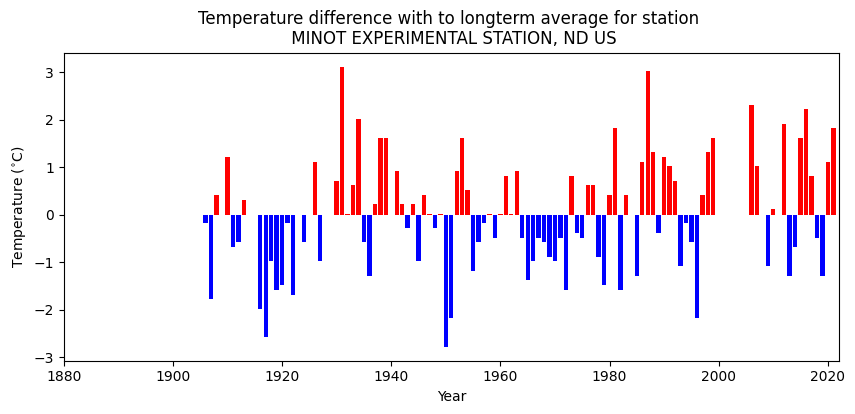 Temperature difference with to longterm average for station
MINOT EXPERIMENTAL STATION, ND US
Temperature (°C)
3
2
1
0
−1
−2
−3
1880 1900 1920 1940 1960 1980 2000 2020
Year